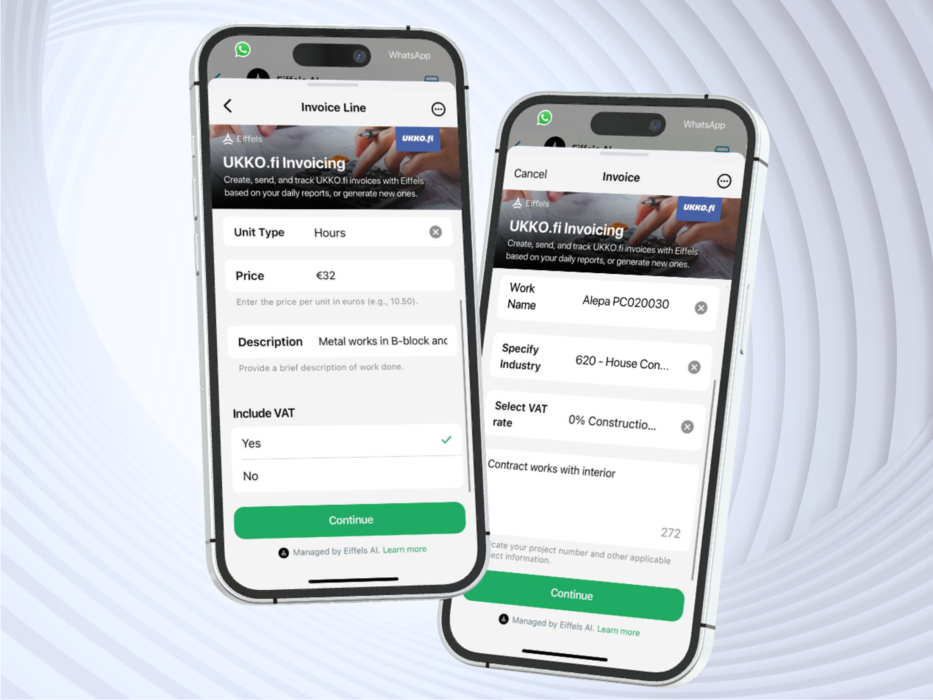 WhatsApp
Eiffels AI
Invoice Line
Eiffels
UKKO.fi
UKKO.fi Invoicing
Create, send, and track UKKO.fi invoices with Eiffels
based on your daily reports, or generate new ones.
Unit Type Hours
Price €32
Enter the price per unit in euros (e.g., 10.50).
Description Metal works in B-block and
Provide a brief description of work done.
Include VAT
Yes
No
Continue
Managed by Eiffels AI. Learn more
WhatsApp
Cancel
Invoice
Eiffels
UKKO.fi
UKKO.fi Invoicing
Create, send, and track UKKO.fi invoices with Eiffels
based on your daily reports, or generate new ones.
Work
Name
Alepa PC020030
Specify
Industry
620 - House Con...
Select VAT
rate
0% Constructio...
Contract works with interior
272
icate your project number and other applicable
ect information.
Continue
Managed by Eiffels AI. Learn more